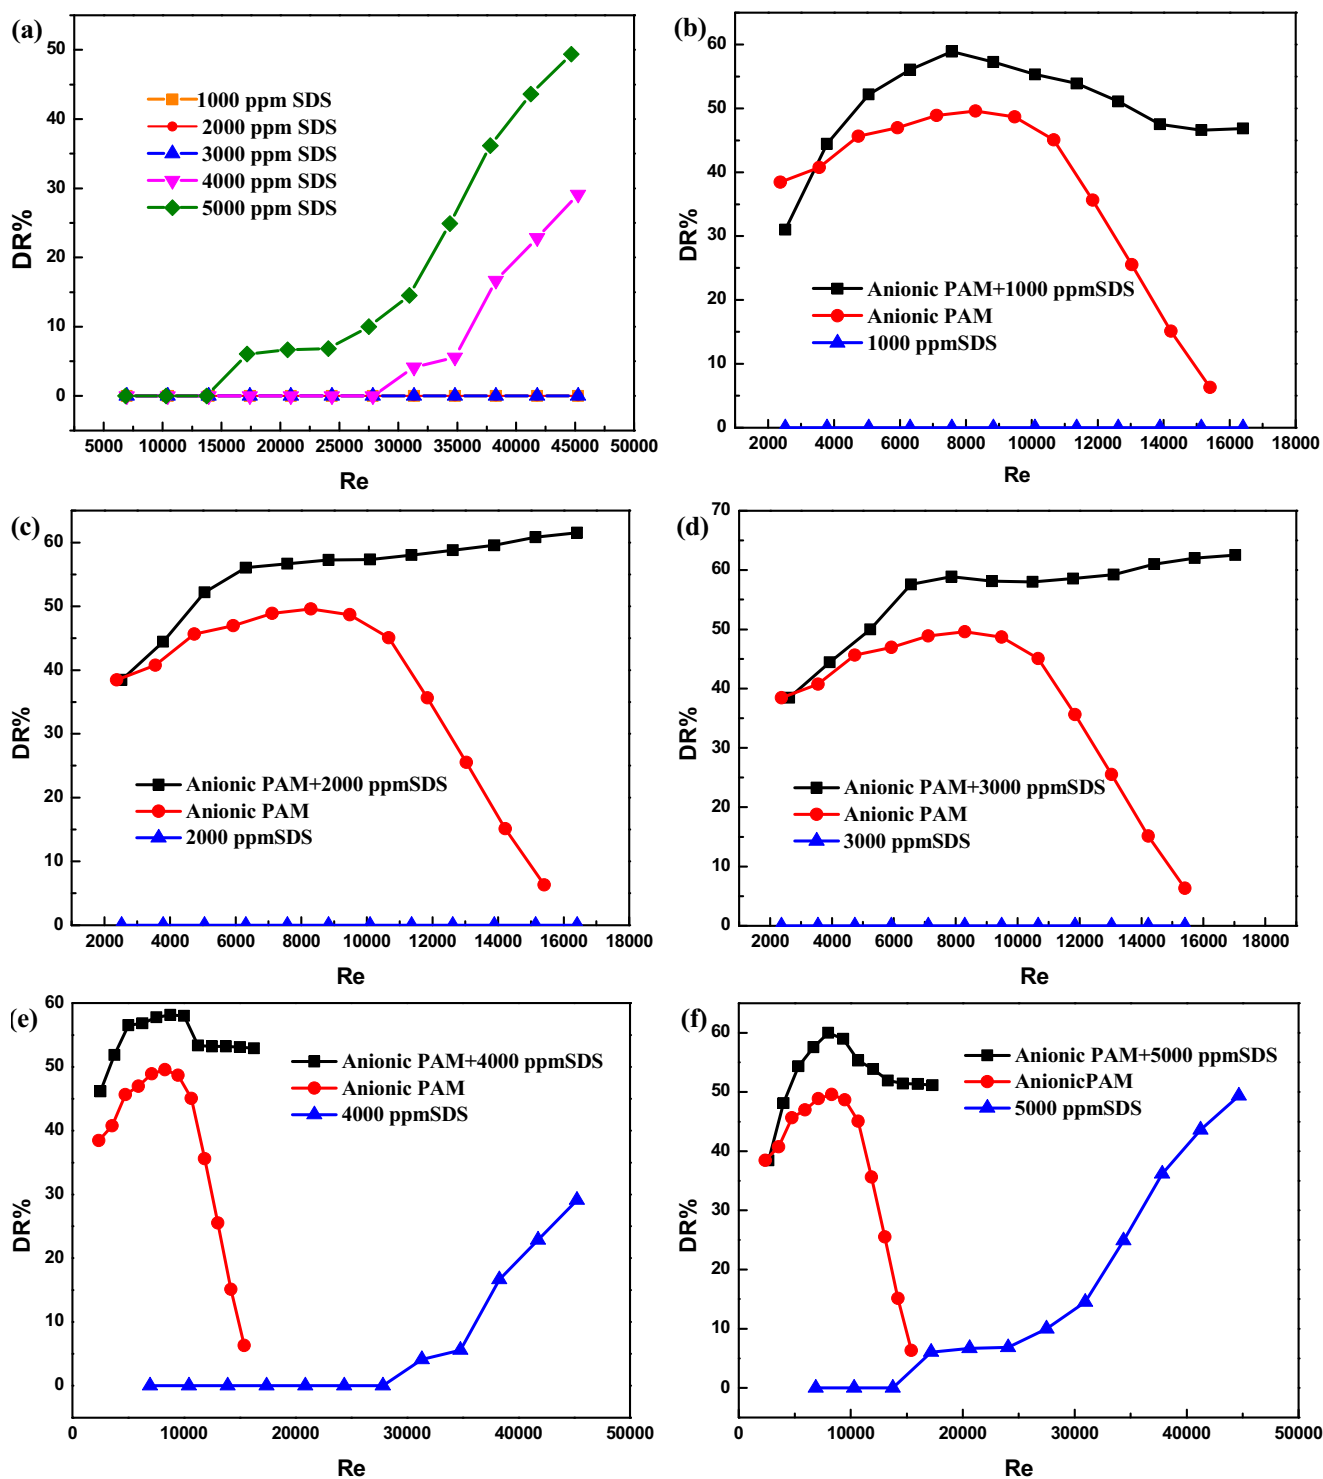 (a)
50
40
30
20
10
0
DR%
1000 ppm SDS
2000 ppm SDS
3000 ppm SDS
4000 ppm SDS
5000 ppm SDS
5000 10000 15000 20000 25000 30000 35000 40000 45000 50000
Re
(b)
60
50
40
30
20
10
0
DR%
Anionic PAM+1000 ppmSDS
Anionic PAM
1000 ppmSDS
2000 4000 6000 8000 10000 12000 14000 16000 18000
Re
(c)
60
50
40
30
20
10
0
DR%
Anionic PAM+2000 ppmSDS
Anionic PAM
2000 ppmSDS
2000 4000 6000 8000 10000 12000 14000 16000 18000
Re
(d)
70
60
50
40
30
20
10
0
DR%
Anionic PAM+3000 ppmSDS
Anionic PAM
3000 ppmSDS
2000 4000 6000 8000 10000 12000 14000 16000 18000
Re
(e)
60
50
40
30
20
10
0
DR%
Anionic PAM+4000 ppmSDS
Anionic PAM
4000 ppmSDS
0 10000 20000 30000 40000 50000
Re
(f)
60
50
40
30
20
10
0
DR%
Anionic PAM+5000 ppmSDS
AnionicPAM
5000 ppmSDS
0 10000 20000 30000 40000 50000
Re